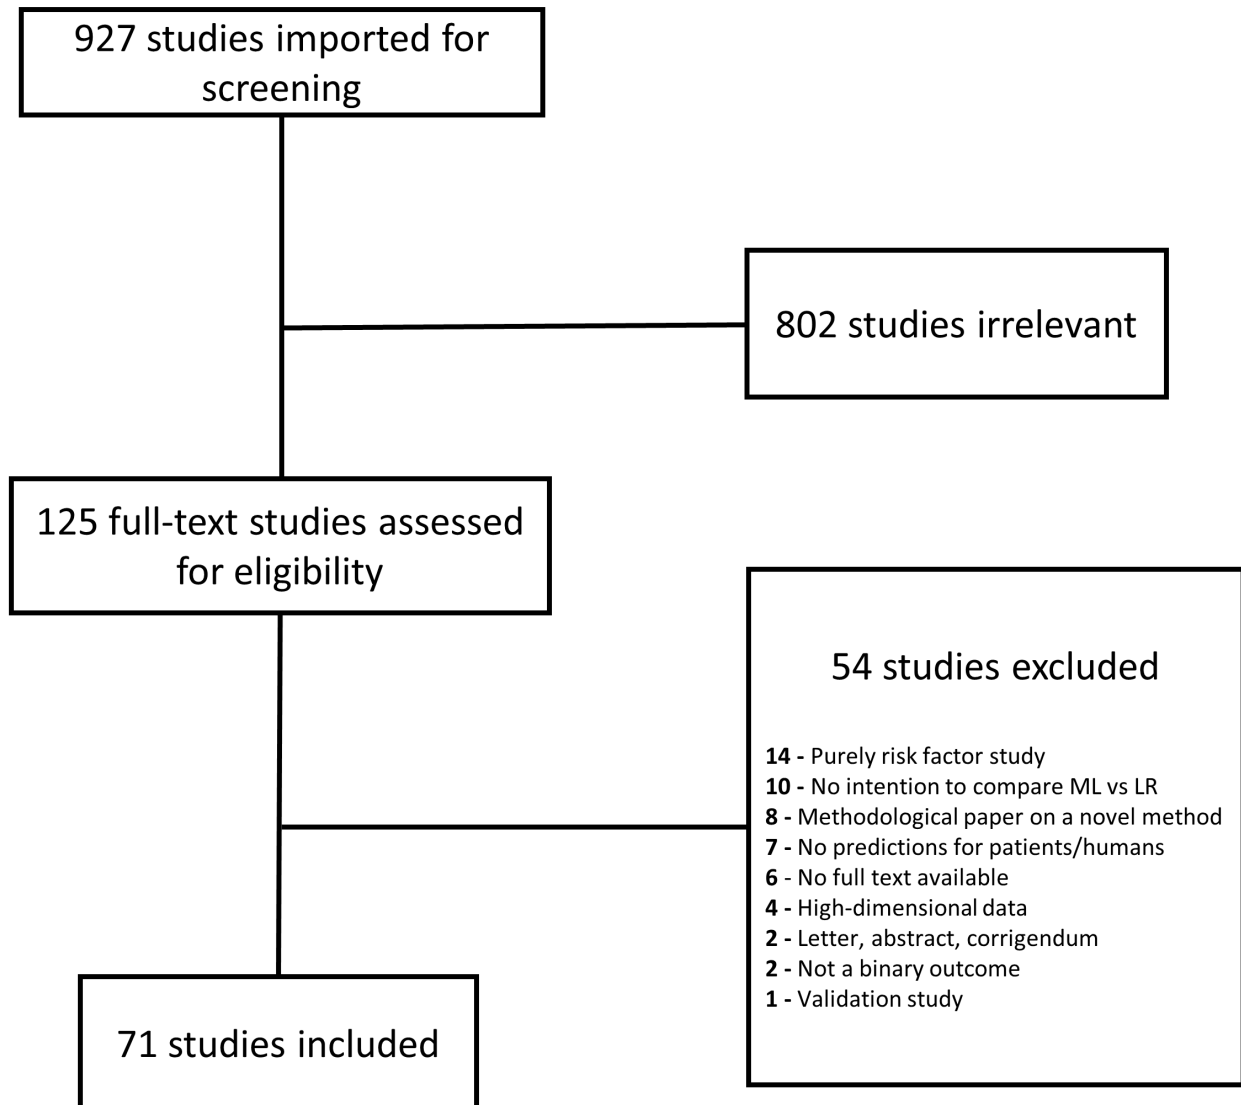 927 studies imported for
screening
802 studies irrelevant
125 full-text studies assessed
for eligibility
54 studies excluded
14 - Purely risk factor study
10 - No intention to compare ML vs LR
8 - Methodological paper on a novel method
7 - No predictions for patients/humans
6 - No full text available
4 - High-dimensional data
2 - Letter, abstract, corrigendum
2 - Not a binary outcome
1 - Validation study
71 studies included